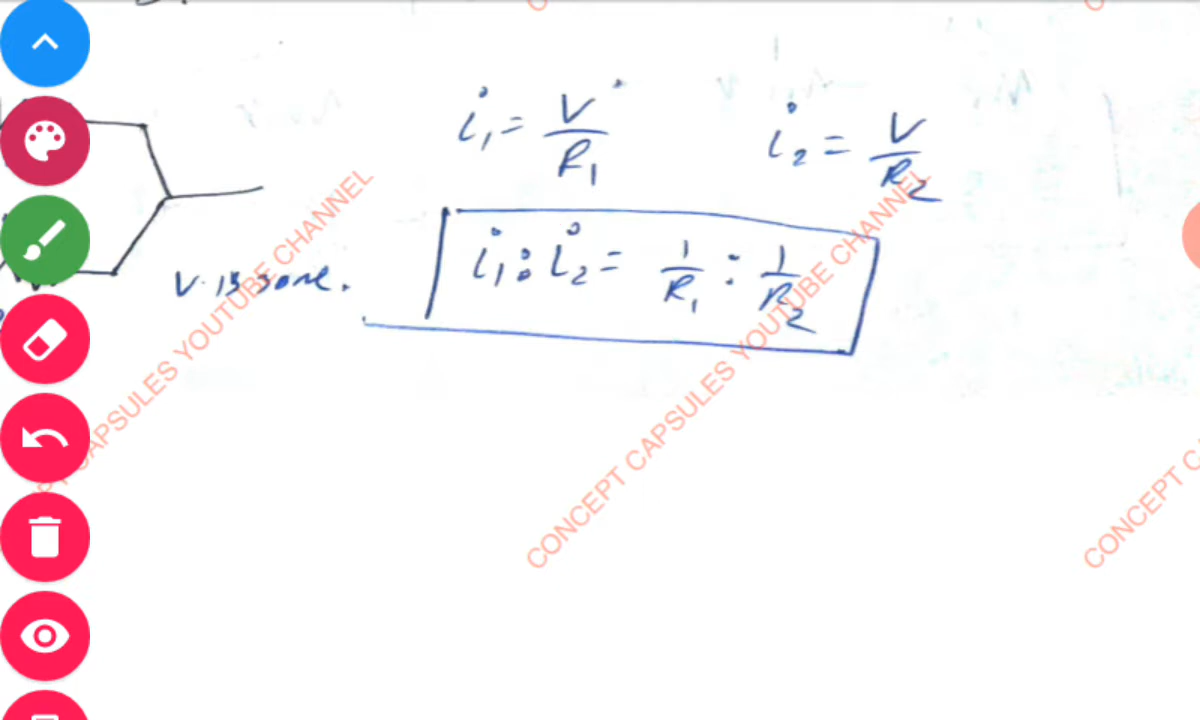 i₁ = V/R₁ i₂ = V/R₂
V is same.
i₁ : i₂ = 1/R₁ : 1/R₂
CONCEPT CAPSULES YOUTUBE CHANNEL
CONCEPT CAPSULES YOUTUBE CHANNEL
CONCEPT C